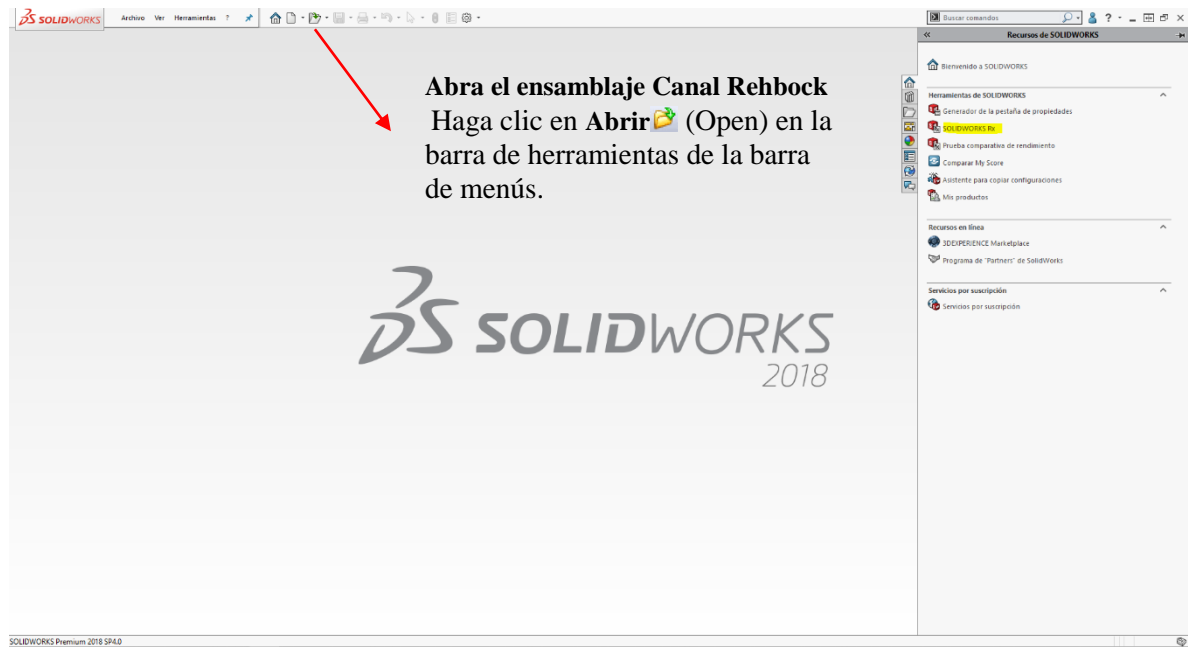 3S SOLIDWORKS
Archivo Ver Herramientas ?
Buscar comandos
?
Recursos de SOLIDWORKS
Abra el ensamblaje Canal Rehbock
Haga clic en Abrir (Open) en la
barra de herramientas de la barra
de menús.
Bienvenido a SOLIDWORKS
Herramientas de SOLIDWORKS
Generador de la pestaña de propiedades
SOLIDWORKS Rx
Prueba comparativa de rendimiento
Comparar My Score
Asistente para copiar configuraciones
Mis productos
Recursos en línea
3DEXPERIENCE Marketplace
Programa de "Partners" de SolidWorks
Servicios por suscripción
Servicios por suscripción
3S SOLIDWORKS
2018
SOLIDWORKS Premium 2018 SP4.0